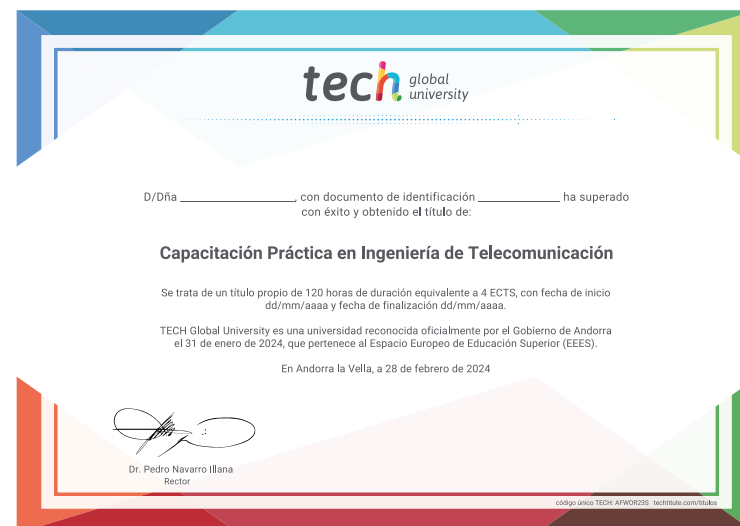 tech global
university
D/Dña ______________, con documento de identificación ______________ ha superado
con éxito y obtenido el título de:
Capacitación Práctica en Ingeniería de Telecomunicación
Se trata de un título propio de 120 horas de duración equivalente a 4 ECTS, con fecha de inicio
dd/mm/aaaa y fecha de finalización dd/mm/aaaa.
TECH Global University es una universidad reconocida oficialmente por el Gobierno de Andorra
el 31 de enero de 2024, que pertenece al Espacio Europeo de Educación Superior (EEES).
En Andorra la Vella, a 28 de febrero de 2024
Dr. Pedro Navarro Illana
Rector
código único TECH: AFWOR23S techtitute.com/titulos